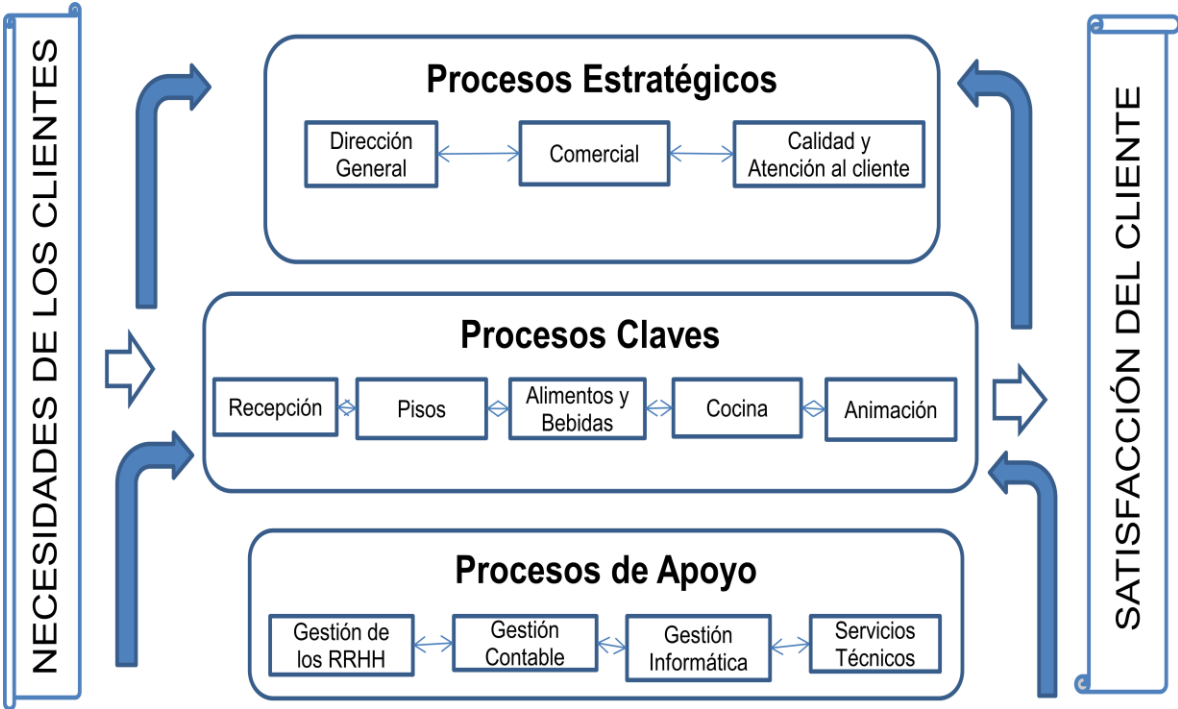 NECESIDADES DE LOS CLIENTES
Procesos Estratégicos
Dirección
General
Comercial
Calidad y
Atención al cliente
Procesos Claves
Recepción
Pisos
Alimentos y
Bebidas
Cocina
Animación
Procesos de Apoyo
Gestión de
los RRHH
Gestión
Contable
Gestión
Informática
Servicios
Técnicos
SATISFACCIÓN DEL CLIENTE